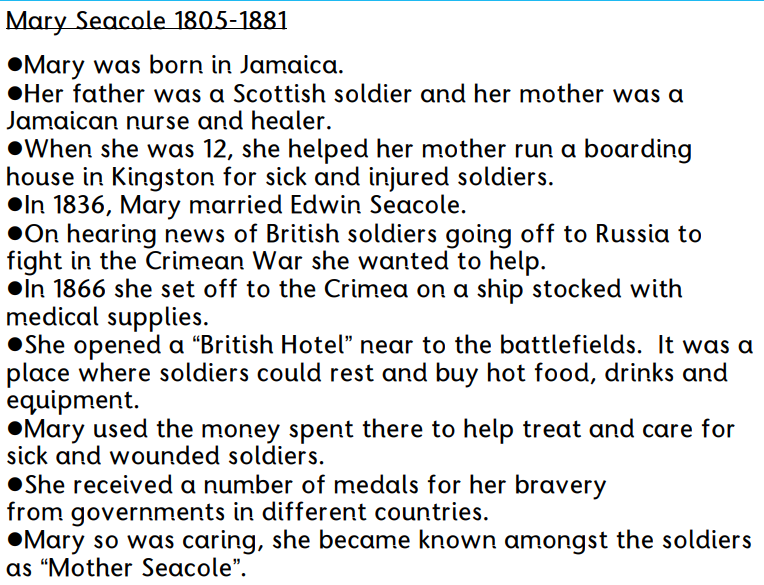 Mary Seacole 1805-1881
●Mary was born in Jamaica.
●Her father was a Scottish soldier and her mother was a
Jamaican nurse and healer.
●When she was 12, she helped her mother run a boarding
house in Kingston for sick and injured soldiers.
●In 1836, Mary married Edwin Seacole.
●On hearing news of British soldiers going off to Russia to
fight in the Crimean War she wanted to help.
●In 1866 she set off to the Crimea on a ship stocked with
medical supplies.
●She opened a “British Hotel” near to the battlefields.  It was a
place where soldiers could rest and buy hot food, drinks and
equipment.
●Mary used the money spent there to help treat and care for
sick and wounded soldiers.
●She received a number of medals for her bravery
from governments in different countries.
●Mary so was caring, she became known amongst the soldiers
as “Mother Seacole”.